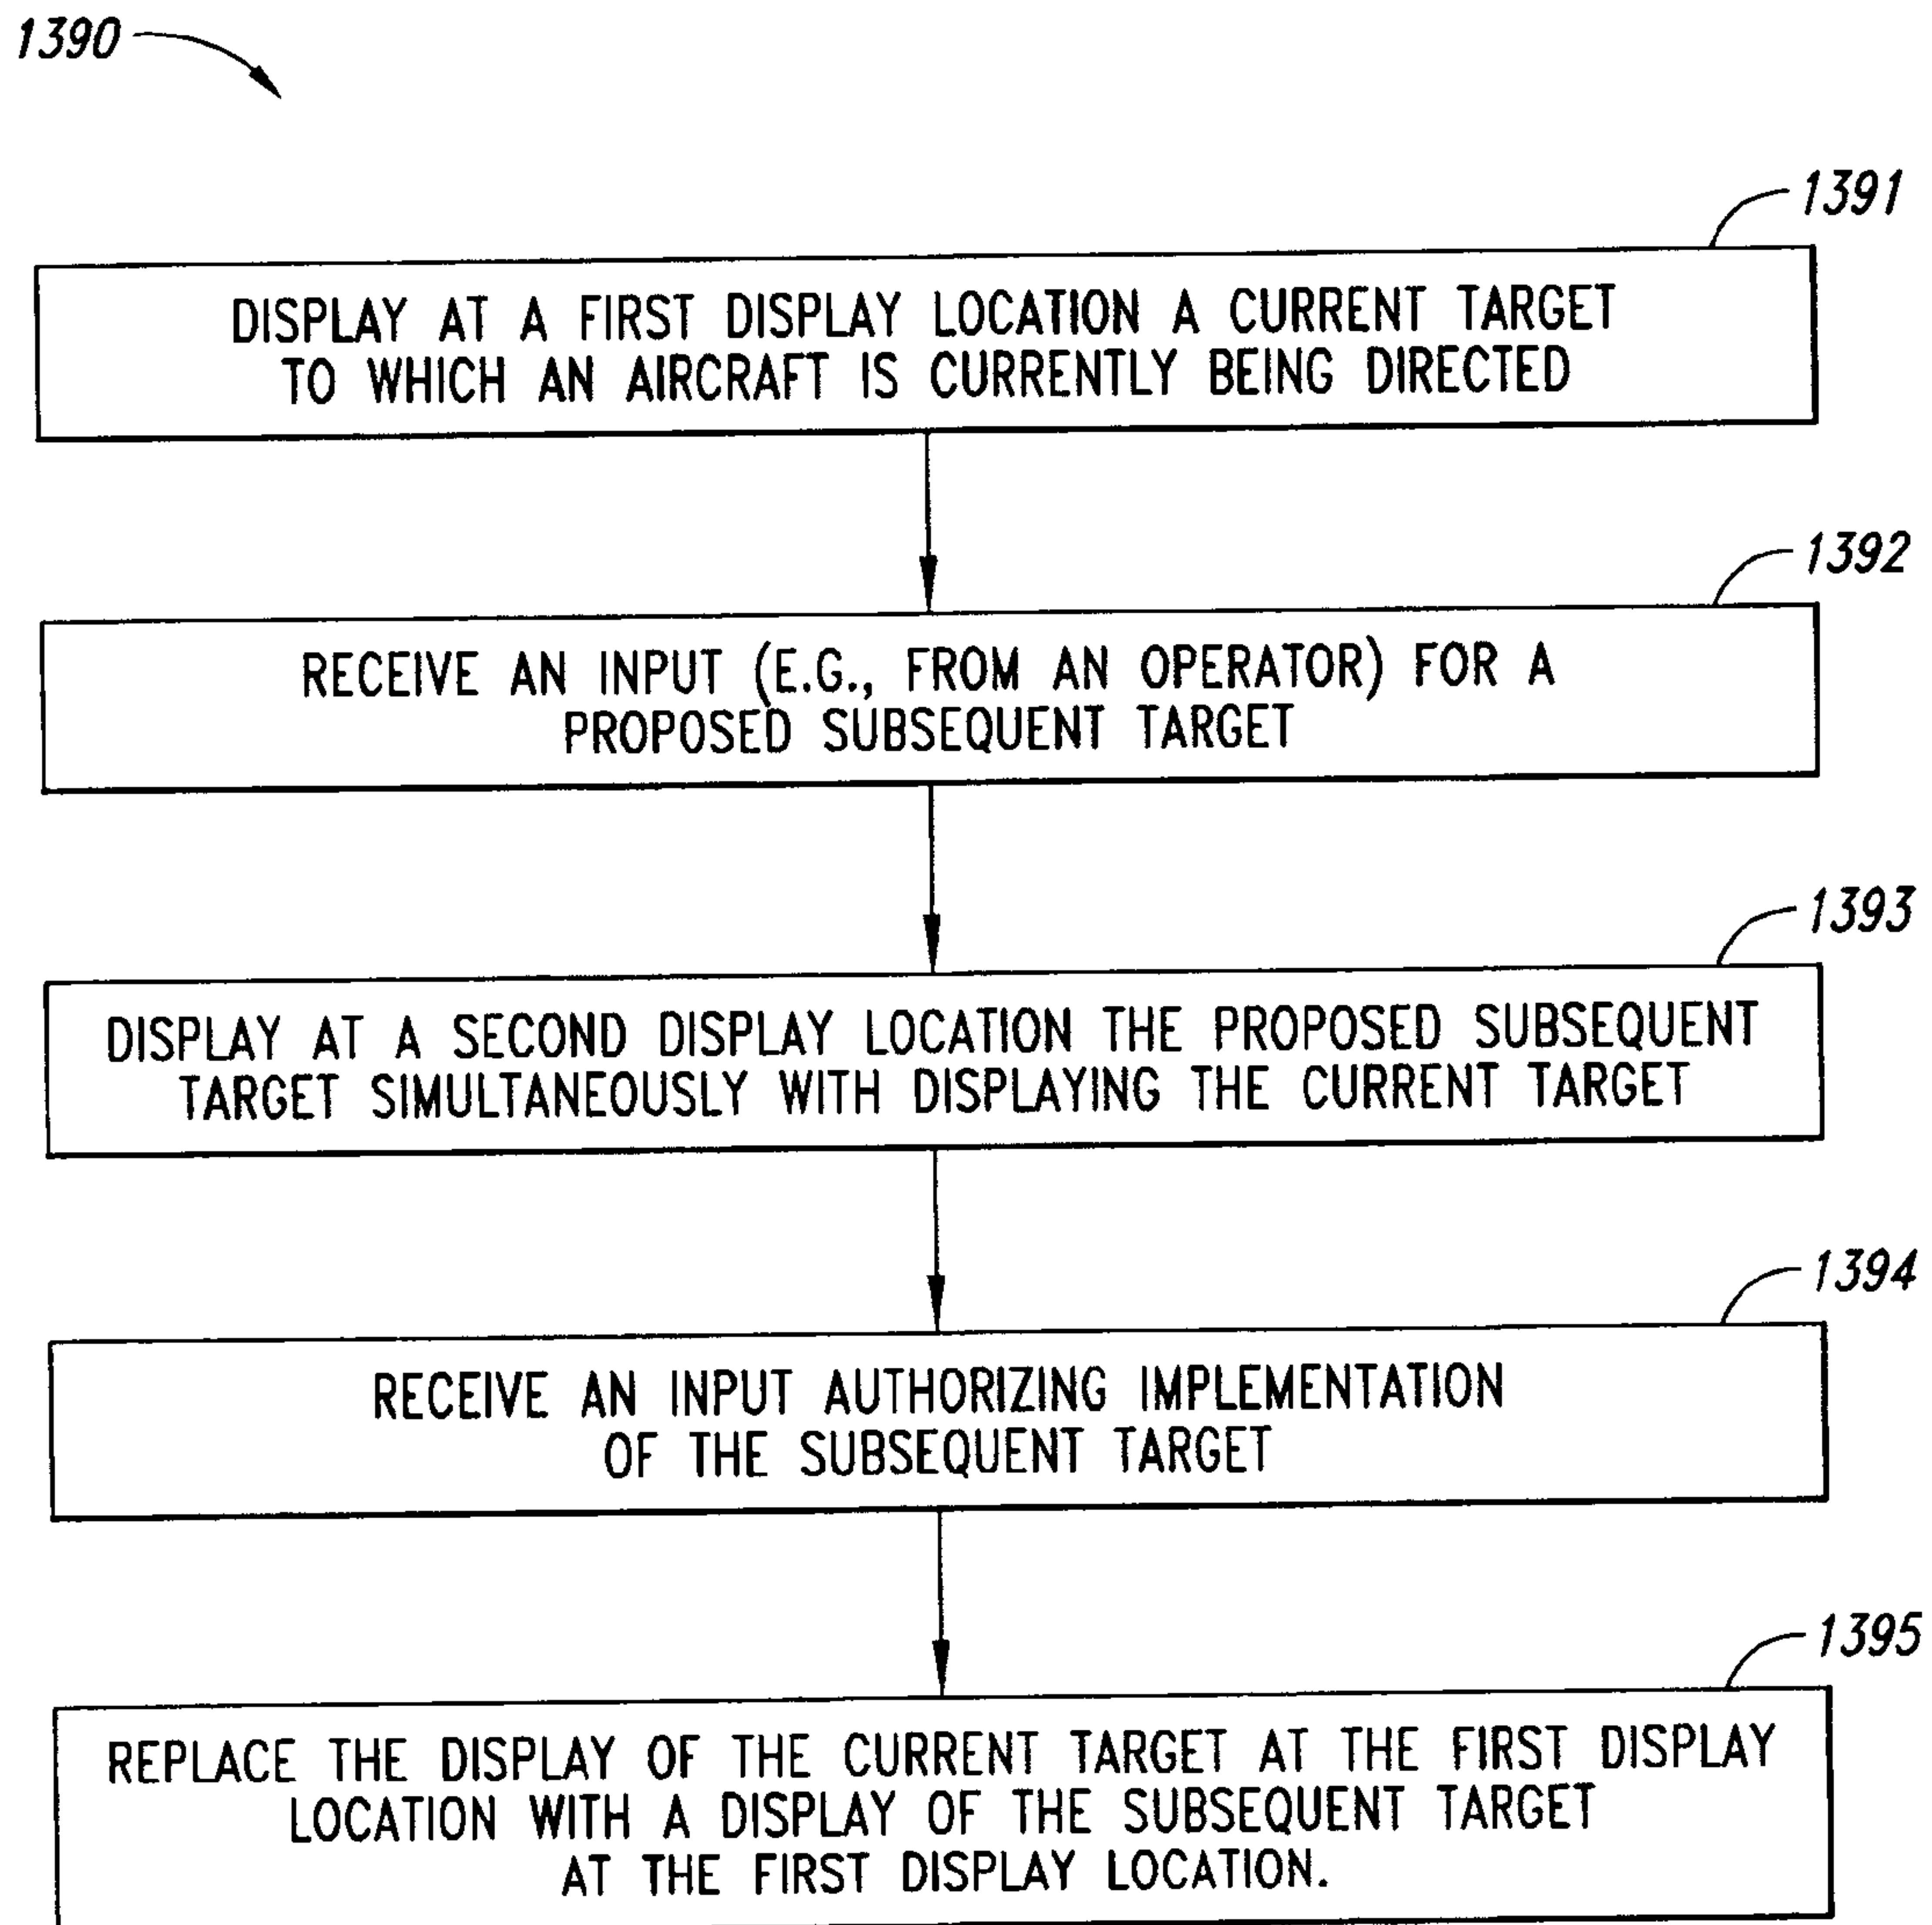 1390
1391
DISPLAY AT A FIRST DISPLAY LOCATION A CURRENT TARGET
TO WHICH AN AIRCRAFT IS CURRENTLY BEING DIRECTED
1392
RECEIVE AN INPUT (E.G., FROM AN OPERATOR) FOR A
PROPOSED SUBSEQUENT TARGET
1393
DISPLAY AT A SECOND DISPLAY LOCATION THE PROPOSED SUBSEQUENT
TARGET SIMULTANEOUSLY WITH DISPLAYING THE CURRENT TARGET
1394
RECEIVE AN INPUT AUTHORIZING IMPLEMENTATION
OF THE SUBSEQUENT TARGET
1395
REPLACE THE DISPLAY OF THE CURRENT TARGET AT THE FIRST DISPLAY
LOCATION WITH A DISPLAY OF THE SUBSEQUENT TARGET
AT THE FIRST DISPLAY LOCATION.